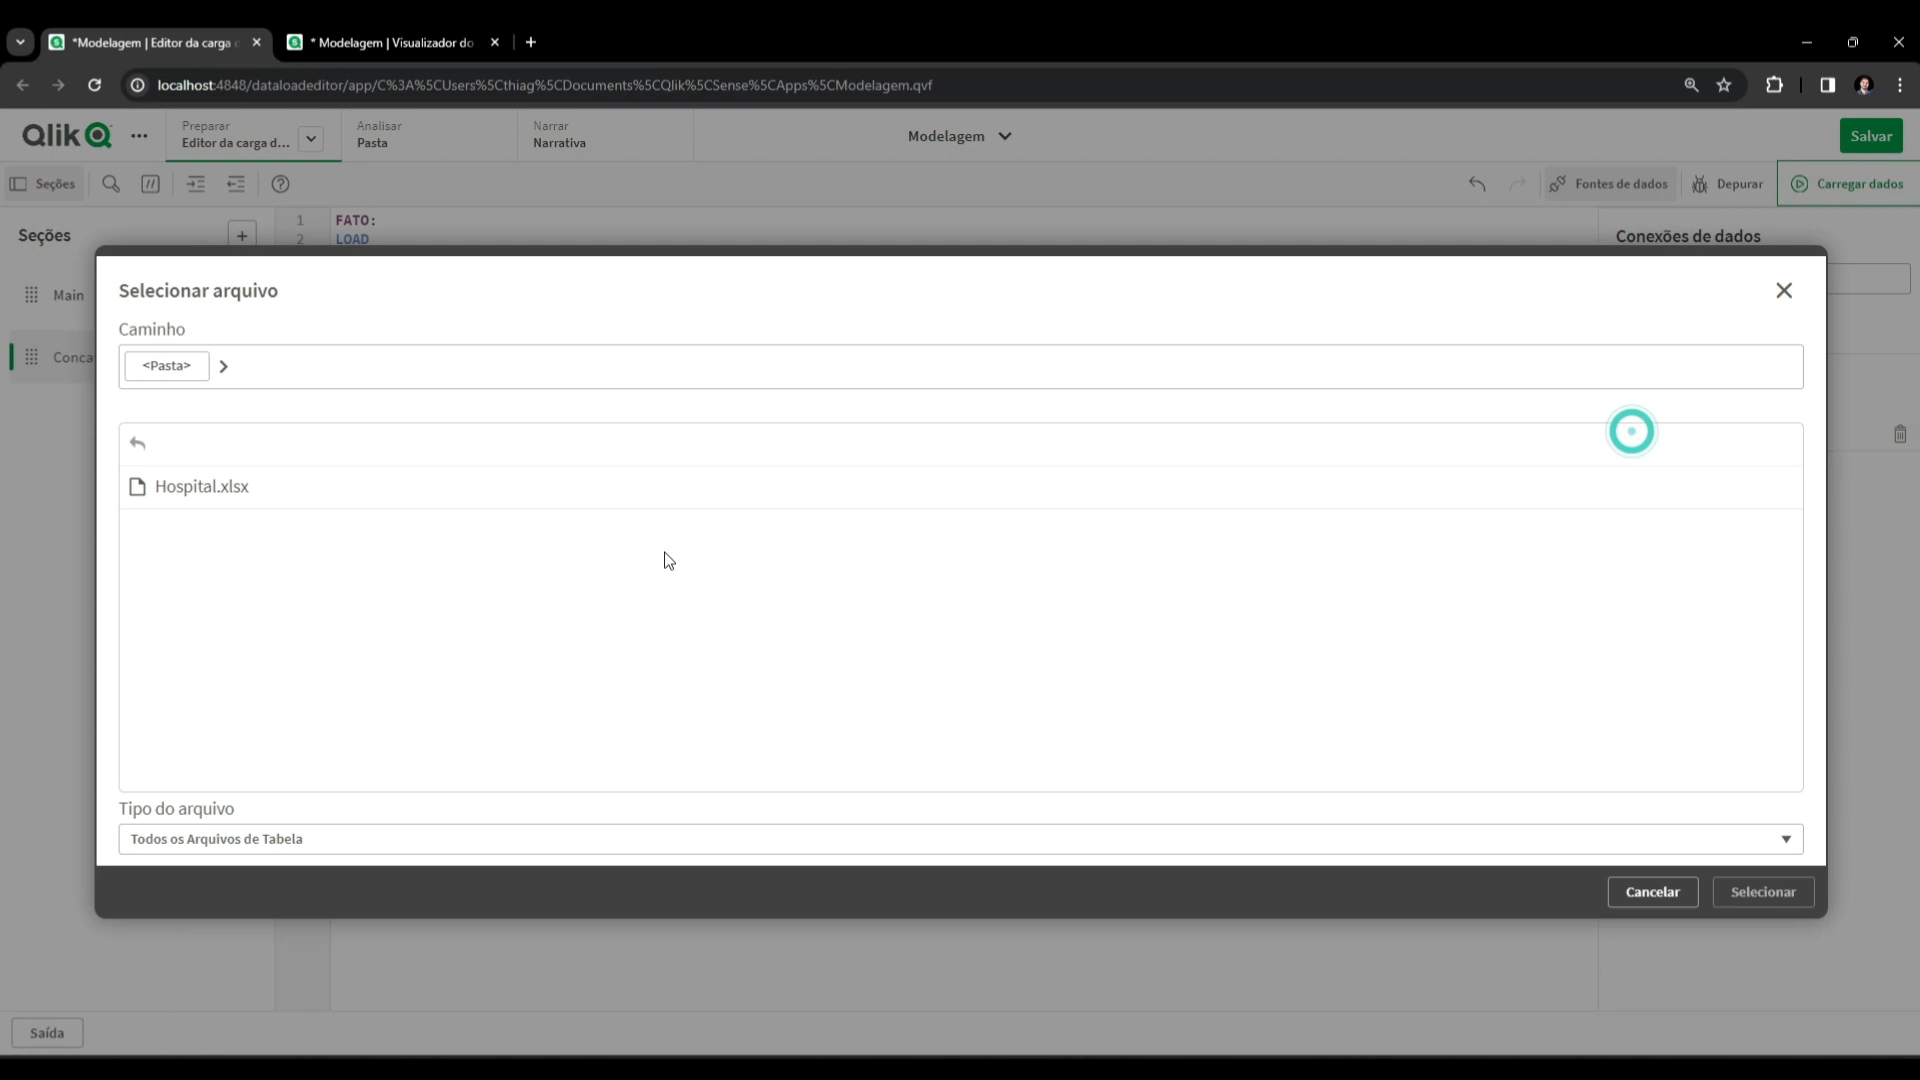 *Modelagem | Editor da carga
* Modelagem | Visualizador do
localhost:4848/dataloadeditor/app/C%3A%5CUsers%5Cthiag%5CDocuments%5CQlik%5CSense%5CApps%5CModelagem.qvf
Qlik
Preparar
Editor da carga d...
Analisar
Pasta
Narrar
Narrativa
Modelagem
Salvar
Seções
//
Fontes de dados
Depurar
Carregar dados
Seções
1 FATO:
2 LOAD
Conexões de dados
Main
Conca
Selecionar arquivo
Caminho
<Pasta>
Hospital.xlsx
Tipo do arquivo
Todos os Arquivos de Tabela
Cancelar
Selecionar
Saída